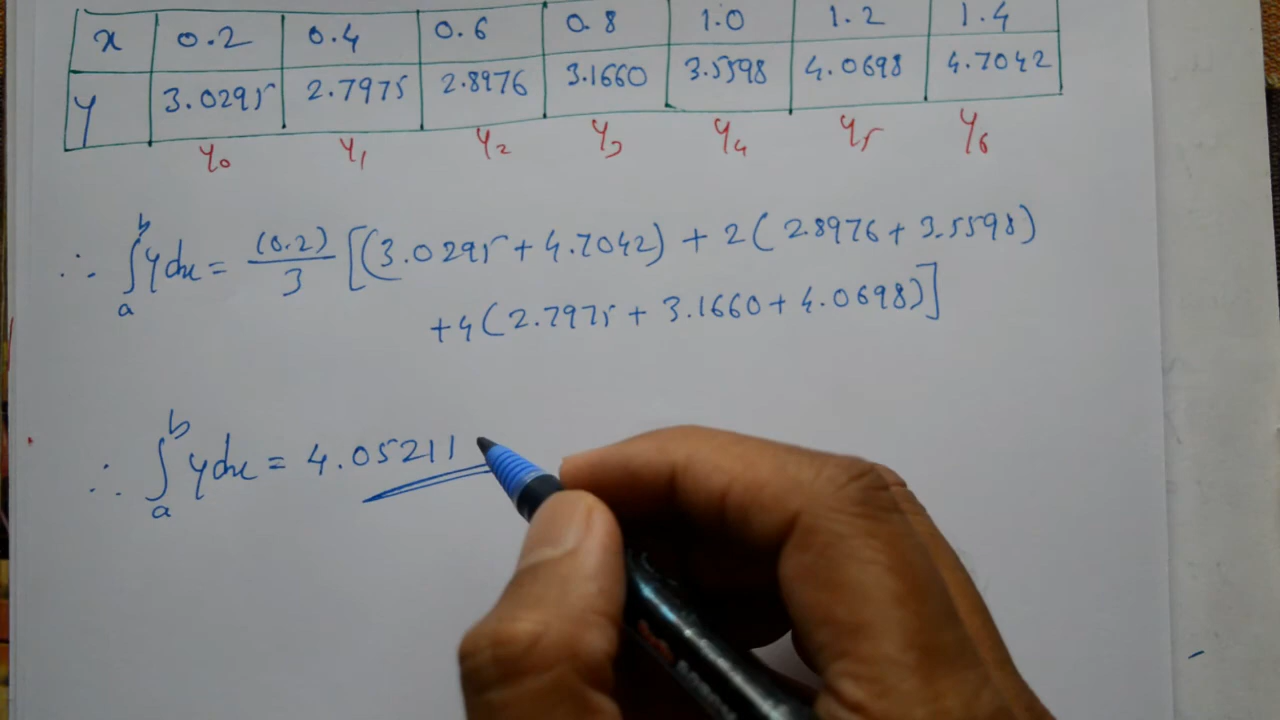 x 0.2 0.4 0.6 0.8 1.0 1.2 1.4
y 3.0295 2.7975 2.8976 3.1660 3.5598 4.0698 4.7042
y₀ y₁ y₂ y₃ y₄ y₅ y₆
∴ ∫ₐᵇ y dx = (0.2)/3 [(3.0295 + 4.7042) + 2(2.8976 + 3.5598)
+ 4(2.7975 + 3.1660 + 4.0698)]
∴ ∫ₐᵇ y dx = 4.05211